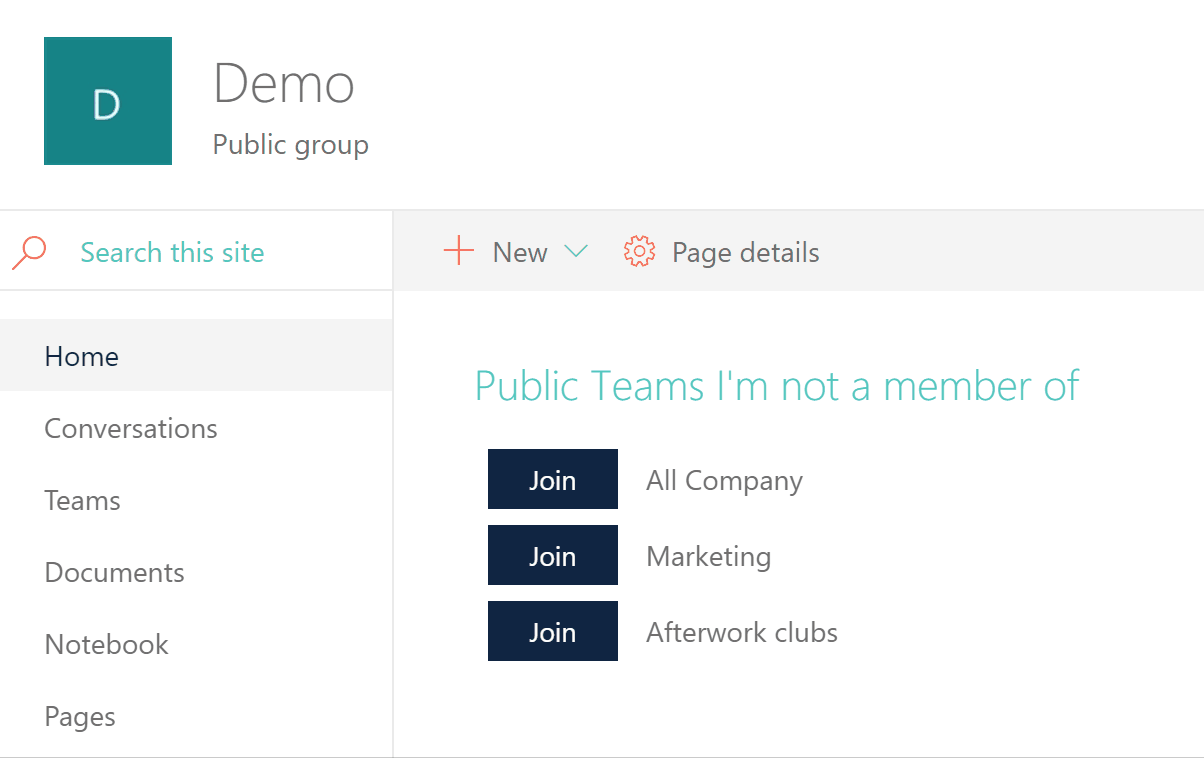 D
Demo
Public group
Search this site
New
Page details
Home
Conversations
Teams
Documents
Notebook
Pages
Public Teams I'm not a member of
Join All Company
Join Marketing
Join Afterwork clubs